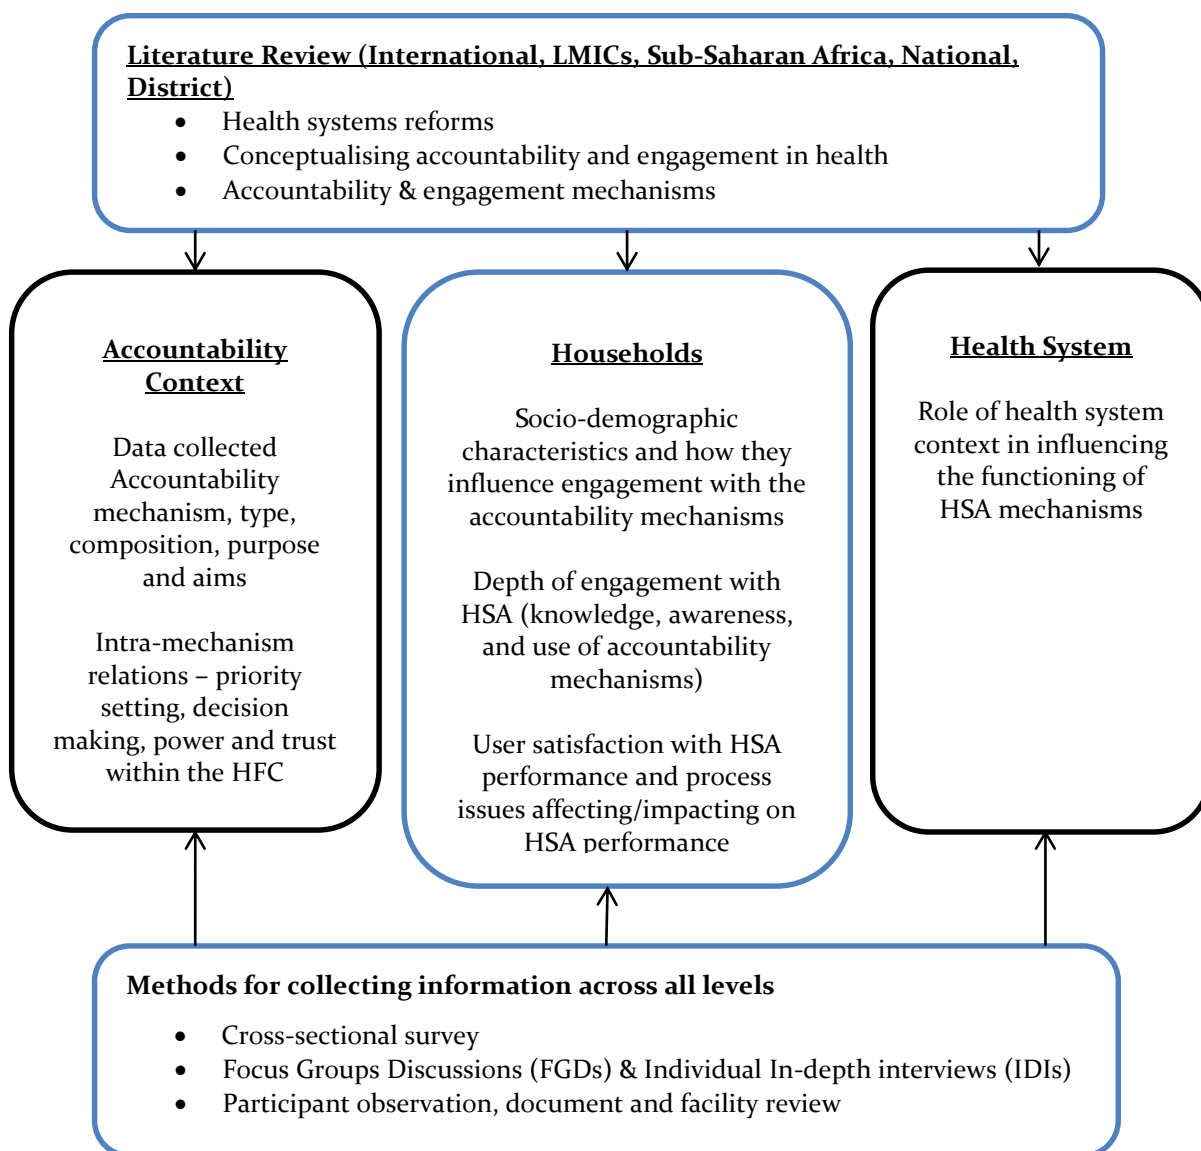 Literature Review (International, LMICs, Sub-Saharan Africa, National,
District)
• Health systems reforms
• Conceptualising accountability and engagement in health
• Accountability & engagement mechanisms
Accountability
Context
Data collected
Accountability
mechanism, type,
composition, purpose
and aims
Intra-mechanism
relations – priority
setting, decision
making, power and trust
within the HFC
Households
Socio-demographic
characteristics and how they
influence engagement with the
accountability mechanisms
Depth of engagement with
HSA (knowledge, awareness,
and use of accountability
mechanisms)
User satisfaction with HSA
performance and process
issues affecting/impacting on
HSA performance
Health System
Role of health system
context in influencing
the functioning of
HSA mechanisms
Methods for collecting information across all levels
• Cross-sectional survey
• Focus Groups Discussions (FGDs) & Individual In-depth interviews (IDIs)
• Participant observation, document and facility review